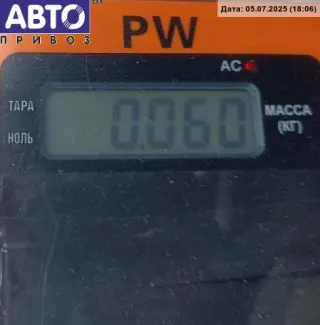 АВТО
ПРИВОЗ
Дата: 05.07.2025 (18:06)
PW
AC
ТАРА
МАССА
НОЛЬ
(КГ)
0.060